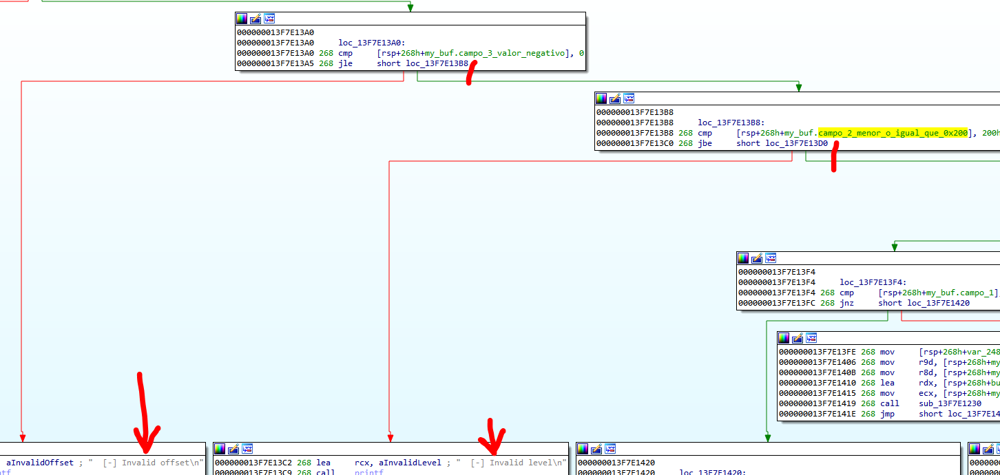 000000013F7E13A0
000000013F7E13A0 loc_13F7E13A0:
000000013F7E13A0 268 cmp [rsp+268h+my_buf.campo_3_valor_negativo], 0
000000013F7E13A5 268 jle short loc_13F7E13B8
000000013F7E13B8
000000013F7E13B8 loc_13F7E13B8:
000000013F7E13B8 268 cmp [rsp+268h+my_buf.campo_2_menor_o_igual_que_0x200], 200h
000000013F7E13C0 268 jbe short loc_13F7E13D0
000000013F7E13F4
000000013F7E13F4 loc_13F7E13F4:
000000013F7E13F4 268 cmp [rsp+268h+my_buf.campo_1],
000000013F7E13FC 268 jnz short loc_13F7E1420
000000013F7E13FE 268 mov [rsp+268h+var_248
000000013F7E1406 268 mov r9d, [rsp+268h+my
000000013F7E140B 268 mov r8d, [rsp+268h+my
000000013F7E1410 268 lea rdx, [rsp+268h+bu
000000013F7E1415 268 mov ecx, [rsp+268h+my
000000013F7E1419 268 call sub_13F7E1230
000000013F7E141E 268 jmp short loc_13F7E14
aInvalidOffset ; " [-] Invalid offset\n"
tf
000000013F7E13C2 268 lea rcx, aInvalidLevel ; " [-] Invalid level\n"
000000013F7E13C9 268 call printf
000000013F7E1420
000000013F7E1420 loc_13F7E1420: